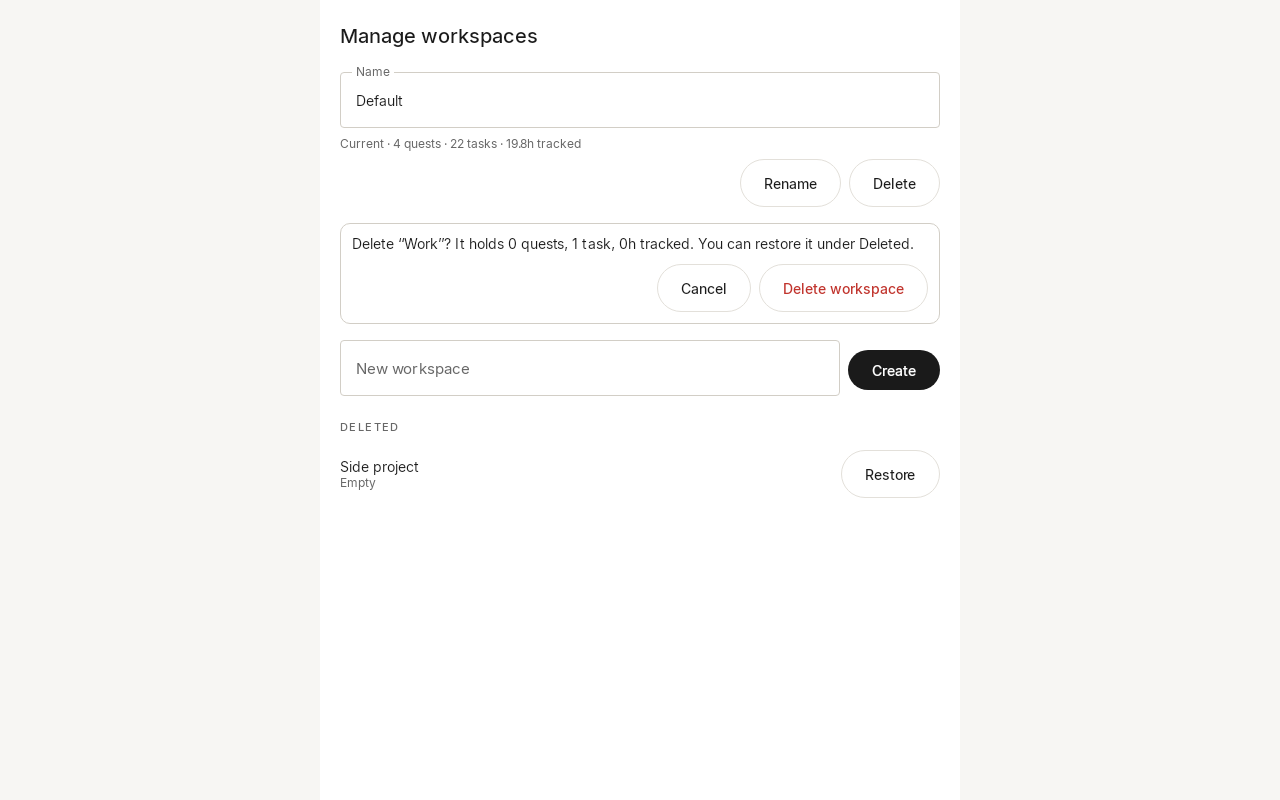 Manage workspaces
Name
Default
Current · 4 quests · 22 tasks · 19.8h tracked
Rename Delete
Delete “Work”? It holds 0 quests, 1 task, 0h tracked. You can restore it under Deleted.
Cancel Delete workspace
New workspace Create
DELETED
Side project
Empty
Restore